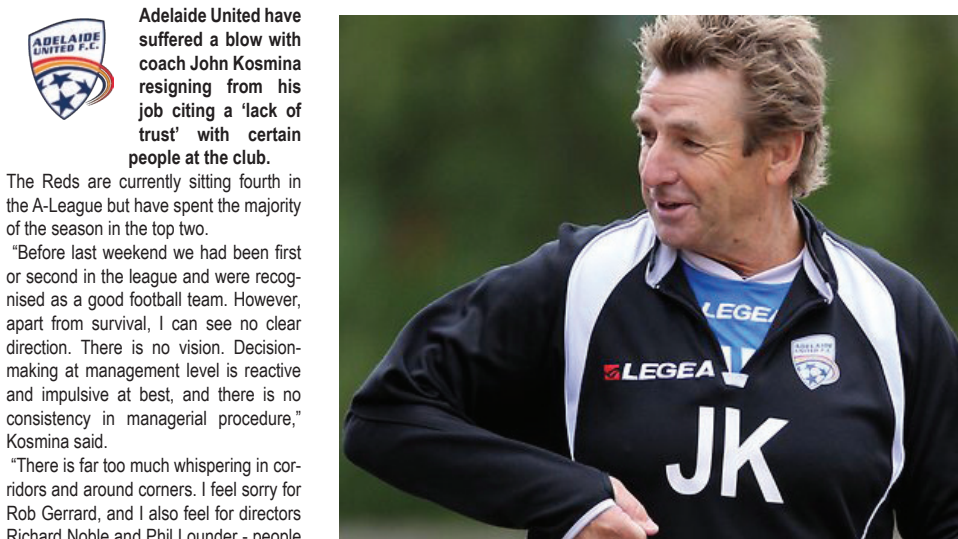 ADELAIDE
UNITED F.C.
Adelaide United have
suffered a blow with
coach John Kosmina
resigning from his
job citing a ‘lack of
trust’ with certain
people at the club.
The Reds are currently sitting fourth in
the A-League but have spent the majority
of the season in the top two.
“Before last weekend we had been first
or second in the league and were recog-
nised as a good football team. However,
apart from survival, I can see no clear
direction. There is no vision. Decision-
making at management level is reactive
and impulsive at best, and there is no
consistency in managerial procedure,”
Kosmina said.
“There is far too much whispering in cor-
ridors and around corners. I feel sorry for
Rob Gerrard, and I also feel for directors
Richard Noble and Phil Lounder - people
LEGEA
LEGEA
ADELAIDE
UNITED F.C.
JK